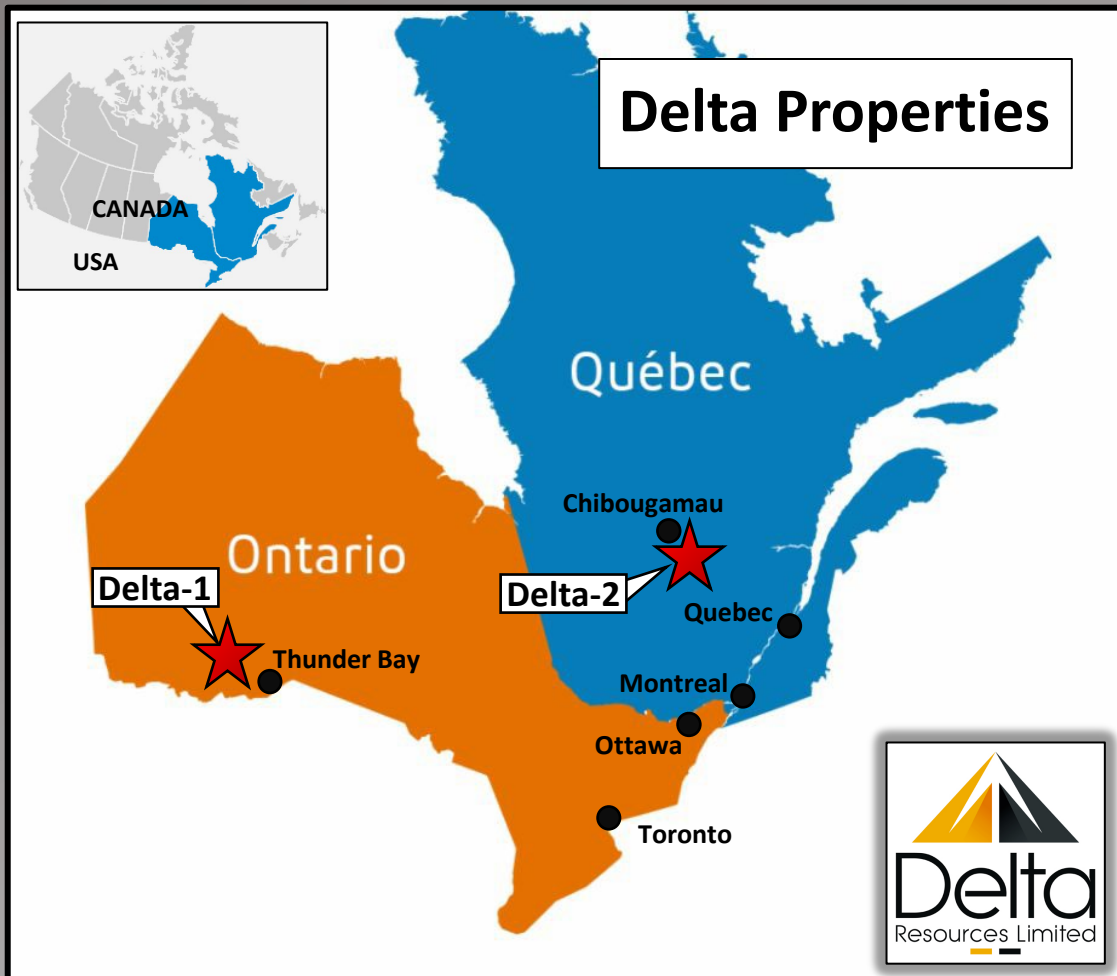 Delta Properties
CANADA
USA
Québec
Chibougamau
Ontario
Delta-1
Delta-2
Quebec
Thunder Bay
Montreal
Ottawa
Toronto
Delta
Resources Limited